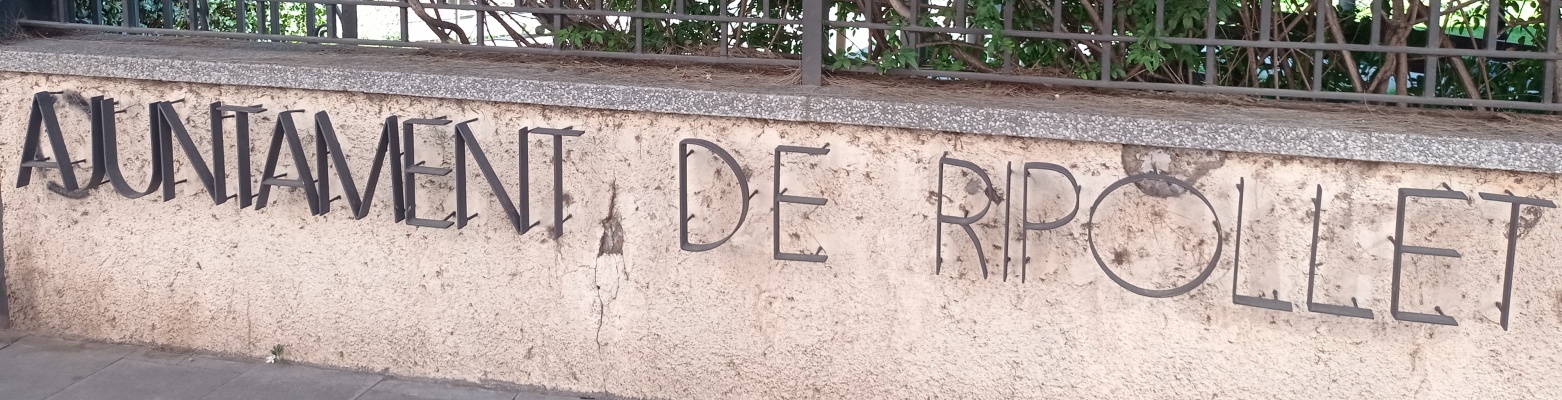 AJUNTAMENT DE RIPOLLET